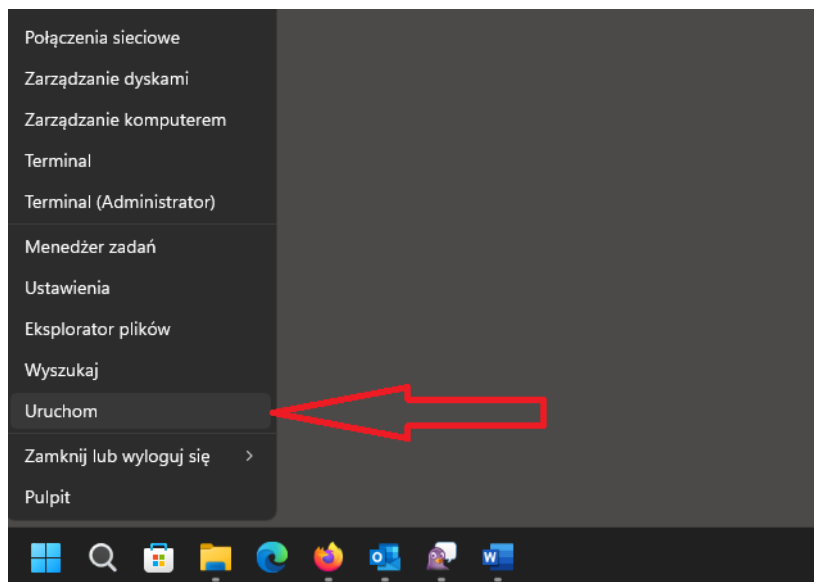 Połączenia sieciowe
Zarządzanie dyskami
Zarządzanie komputerem
Terminal
Terminal (Administrator)
Menedżer zadań
Ustawienia
Eksplorator plików
Wyszukaj
Uruchom
Zamknij lub wyloguj się
Pulpit